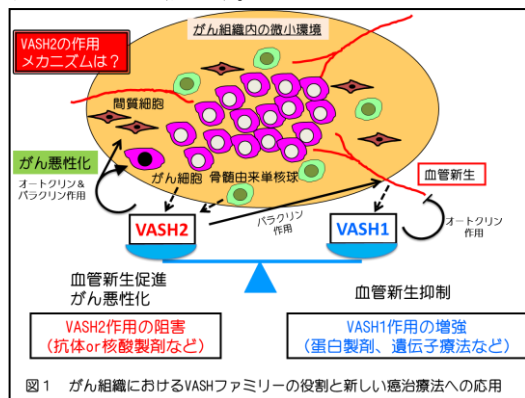 がん組織内の微小環境
VASH2の作用
メカニズムは?
間質細胞
がん悪性化
オートクリン&
パラクリン作用
がん細胞
骨髄由来単核球
血管新生
パラクリン
作用
オートクリン
作用
VASH2
VASH1
血管新生促進
がん悪性化
血管新生抑制
VASH2作用の阻害
(抗体or核酸製剤など)
VASH1作用の増強
(蛋白製剤、遺伝子療法など)
図1 がん組織におけるVASHファミリーの役割と新しい癌治療法への応用